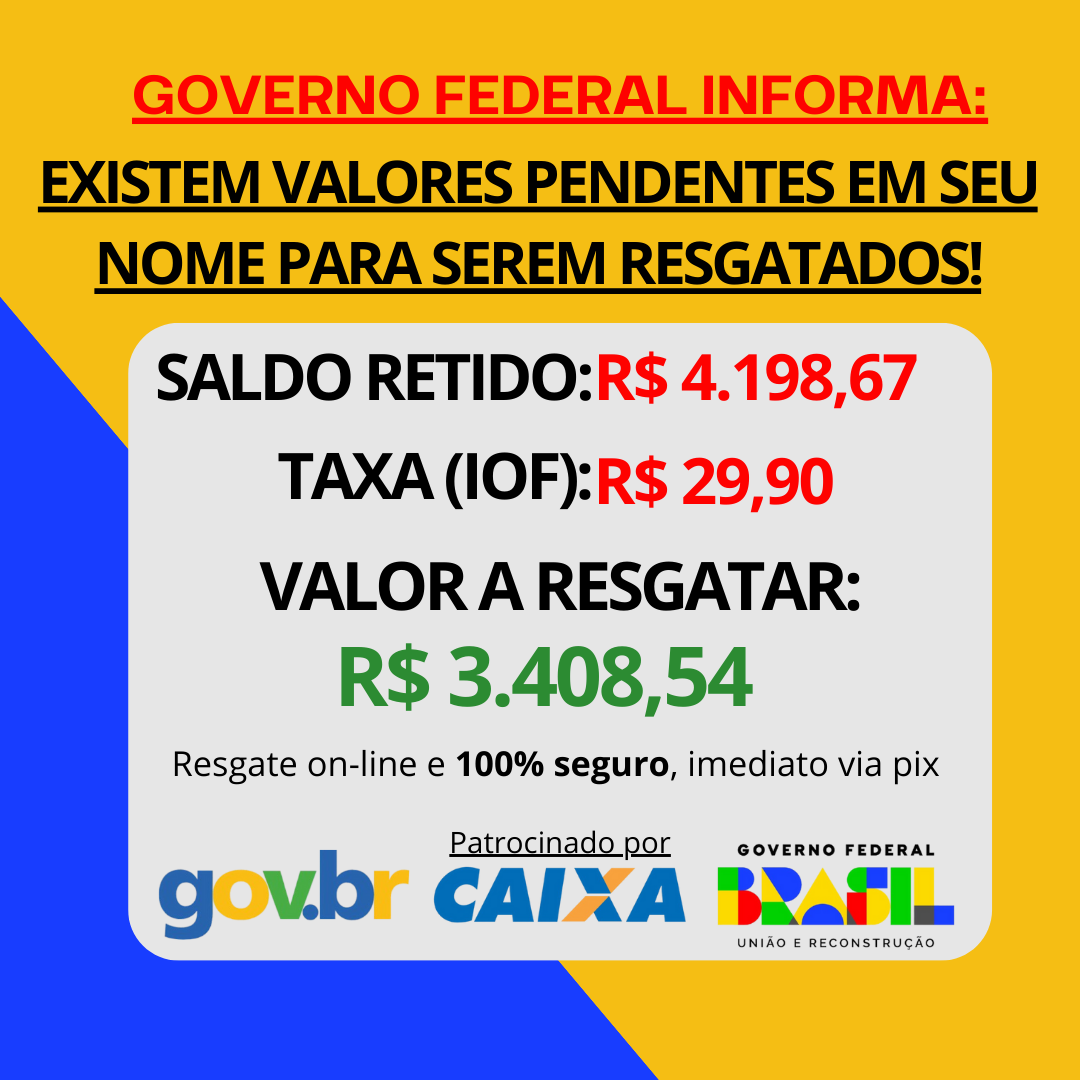 GOVERNO FEDERAL INFORMA:
EXISTEM VALORES PENDENTES EM SEU
NOME PARA SEREM RESGATADOS!
SALDO RETIDO: R$ 4.198,67
TAXA (IOF): R$ 29,90
VALOR A RESGATAR:
R$ 3.408,54
Resgate on-line e 100% seguro, imediato via pix
Patrocinado por
gov.br
CAIXA
GOVERNO FEDERAL
BRASIL
UNIÃO E RECONSTRUÇÃO